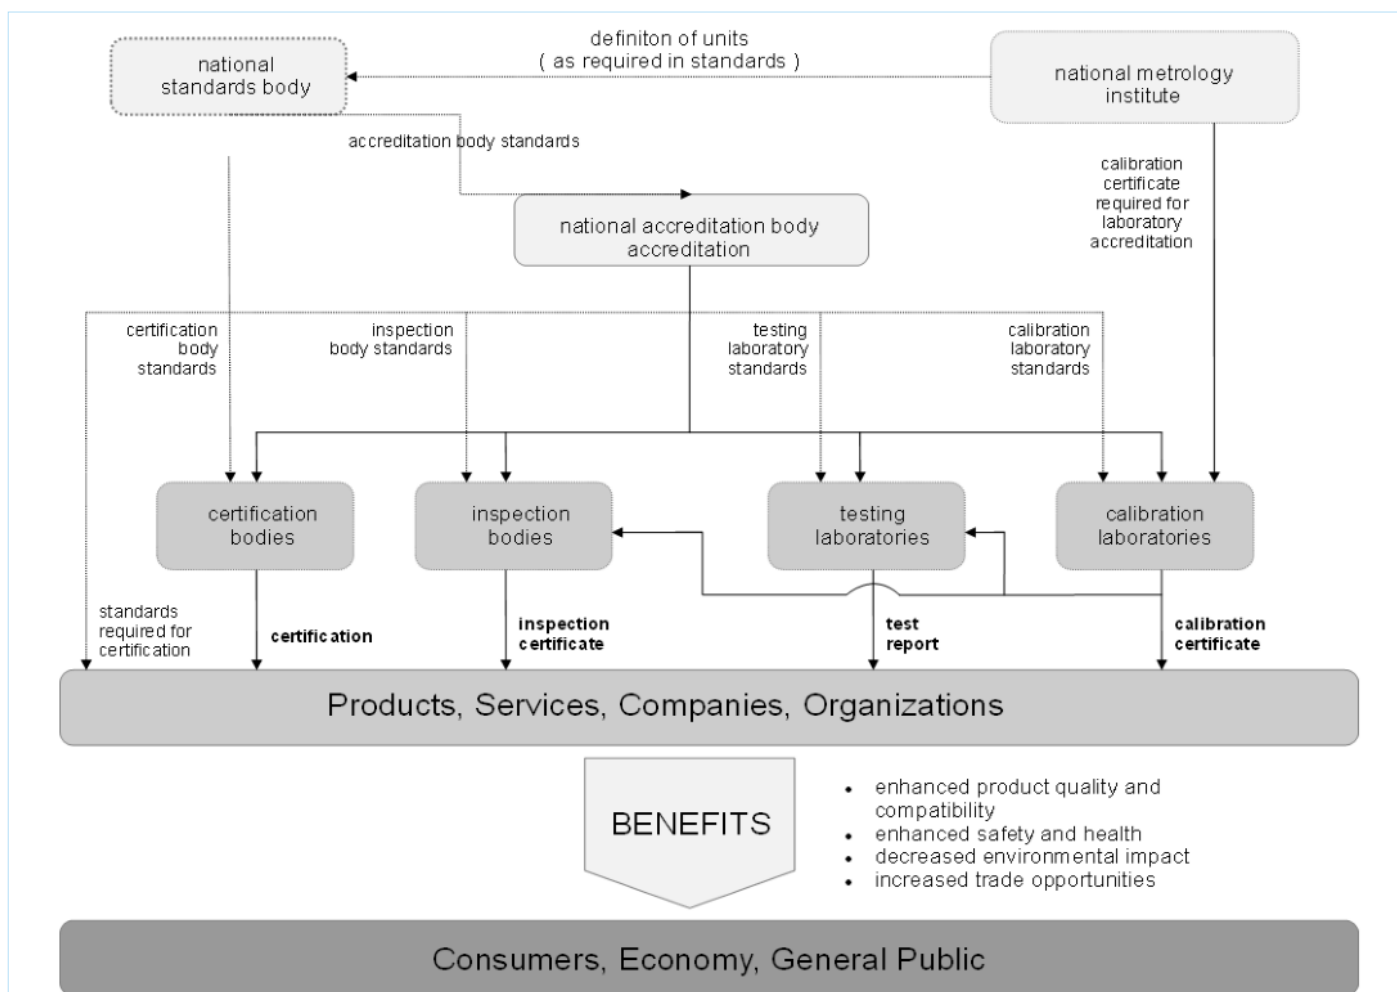 definiton of units
( as required in standards )
national
standards body
national metrology
institute
accreditation body standards
calibration
certificate
required for
laboratory
accreditation
national accreditation body
accreditation
certification
body
standards
inspection
body standards
testing
laboratory
standards
calibration
laboratory
standards
certification
bodies
inspection
bodies
testing
laboratories
calibration
laboratories
standards
required for
certification
certification
inspection
certificate
test
report
calibration
certificate
Products, Services, Companies, Organizations
BENEFITS
• enhanced product quality and
compatibility
• enhanced safety and health
• decreased environmental impact
• increased trade opportunities
Consumers, Economy, General Public